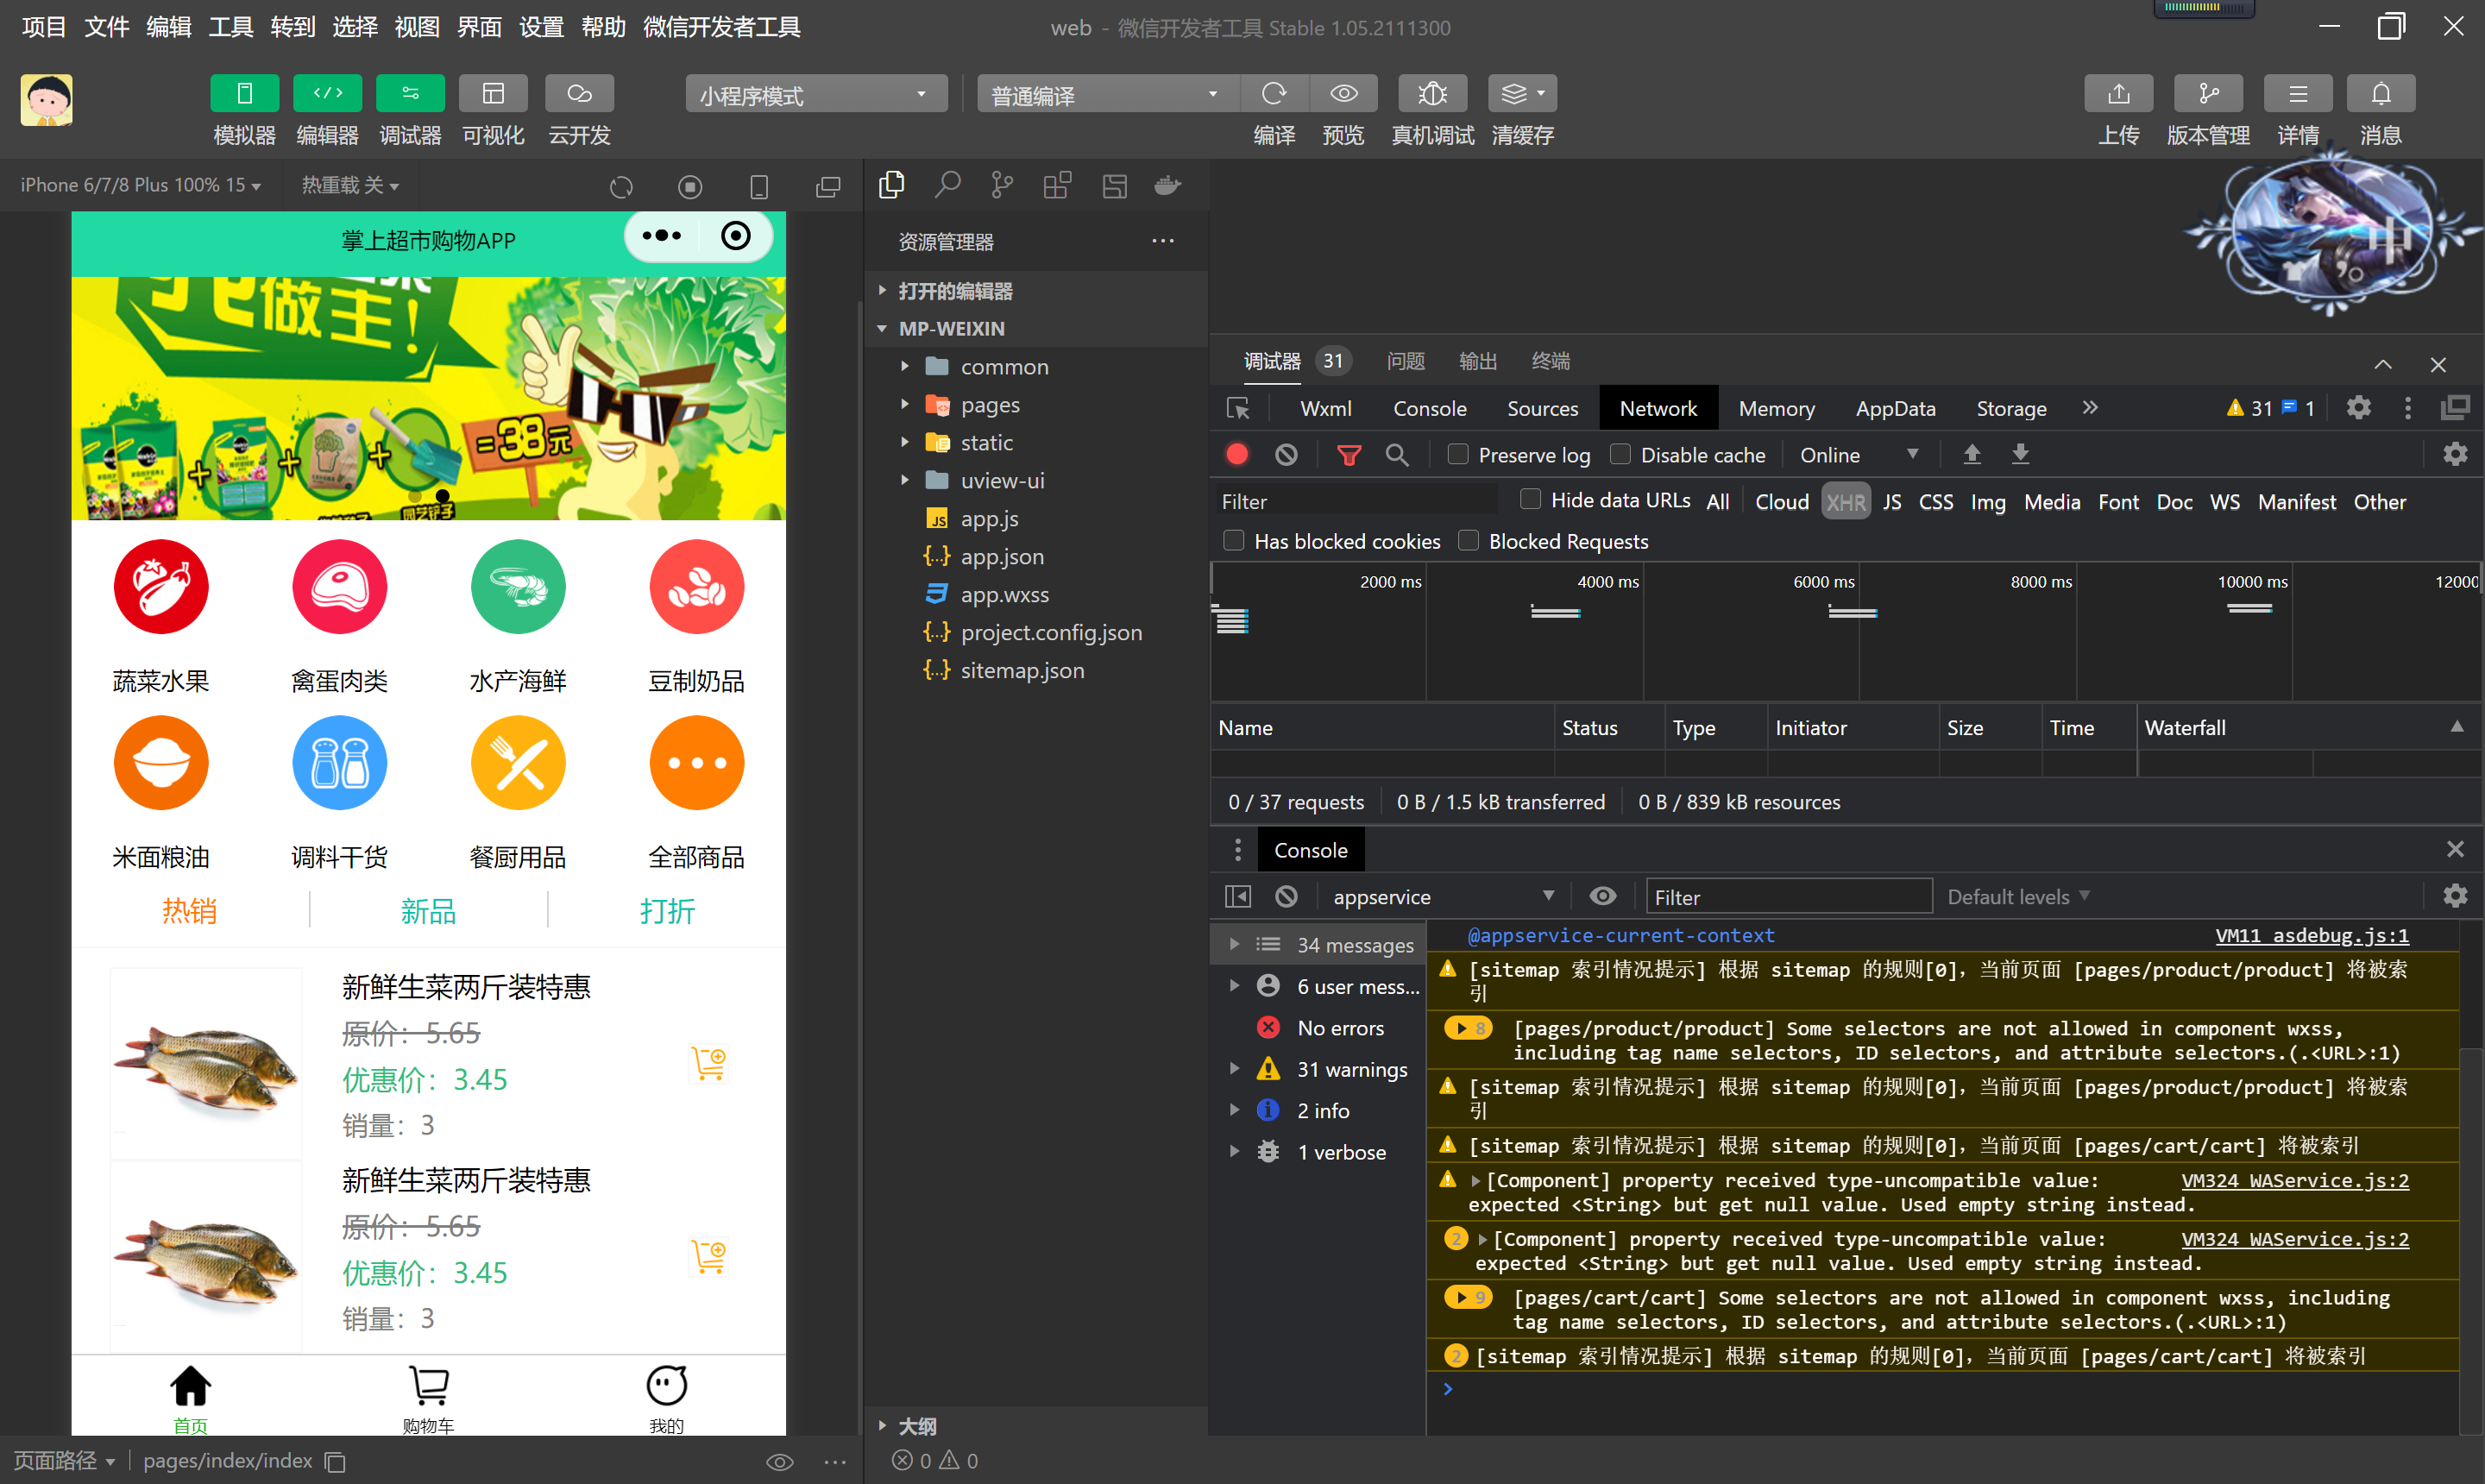 项目 文件 编辑 工具 转到 选择 视图 界面 设置 帮助 微信开发者工具
web - 微信开发者工具 Stable 1.05.2111300
模拟器 编辑器 调试器 可视化 云开发
小程序模式
普通编译
编译 预览 真机调试 清缓存
上传 版本管理 详情 消息
iPhone 6/7/8 Plus 100% 15
热重载 关
掌上超市购物APP
做主!
=38元
蔬菜水果 禽蛋肉类 水产海鲜 豆制奶品
米面粮油 调料干货 餐厨用品 全部商品
热销 新品 打折
新鲜生菜两斤装特惠
原价：5.65
优惠价：3.45
销量：3
新鲜生菜两斤装特惠
原价：5.65
优惠价：3.45
销量：3
首页 购物车 我的
页面路径 pages/index/index
资源管理器
打开的编辑器
MP-WEIXIN
common
pages
static
uview-ui
JS app.js
{..} app.json
app.wxss
{..} project.config.json
{..} sitemap.json
大纲
0 0
调试器 31 问题 输出 终端
Wxml Console Sources Network Memory AppData Storage 31 1
Preserve log Disable cache Online
Filter Hide data URLs All Cloud XHR JS CSS Img Media Font Doc WS Manifest Other
Has blocked cookies Blocked Requests
2000 ms 4000 ms 6000 ms 8000 ms 10000 ms 12000
Name Status Type Initiator Size Time Waterfall
0 / 37 requests 0 B / 1.5 kB transferred 0 B / 839 kB resources
Console
appservice Filter Default levels
34 messages
6 user mess...
No errors
31 warnings
2 info
1 verbose
@appservice-current-context VM11 asdebug.js:1
[sitemap 索引情况提示] 根据 sitemap 的规则[0]，当前页面 [pages/product/product] 将被索
引
8 [pages/product/product] Some selectors are not allowed in component wxss,
including tag name selectors, ID selectors, and attribute selectors.(.<URL>:1)
[sitemap 索引情况提示] 根据 sitemap 的规则[0]，当前页面 [pages/product/product] 将被索
引
[sitemap 索引情况提示] 根据 sitemap 的规则[0]，当前页面 [pages/cart/cart] 将被索引
[Component] property received type-uncompatible value: VM324 WAService.js:2
expected <String> but get null value. Used empty string instead.
2 [Component] property received type-uncompatible value: VM324 WAService.js:2
expected <String> but get null value. Used empty string instead.
9 [pages/cart/cart] Some selectors are not allowed in component wxss, including
tag name selectors, ID selectors, and attribute selectors.(.<URL>:1)
2 [sitemap 索引情况提示] 根据 sitemap 的规则[0]，当前页面 [pages/cart/cart] 将被索引